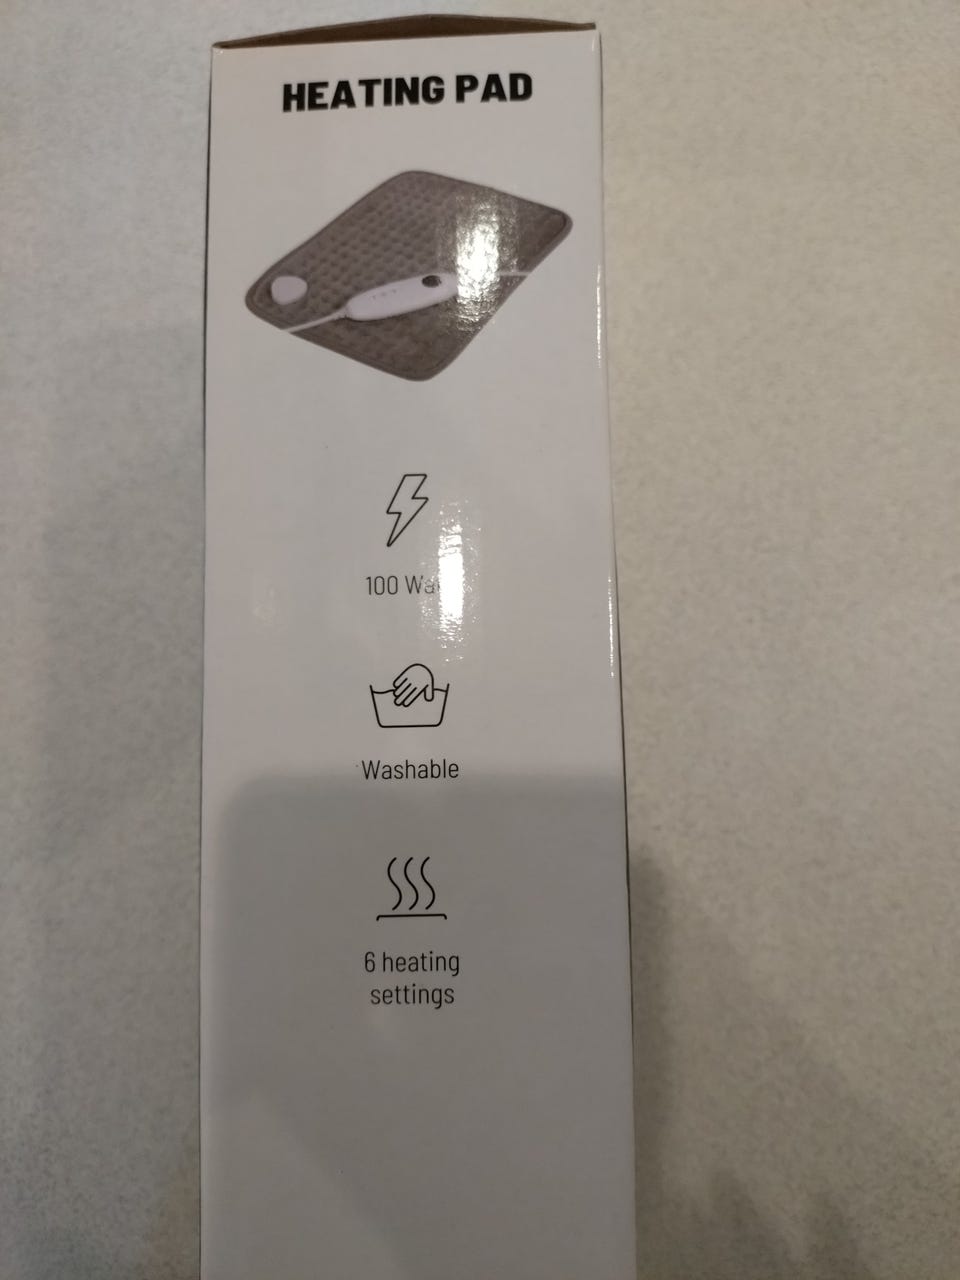 HEATING PAD
100
Washable
6 heating
settings